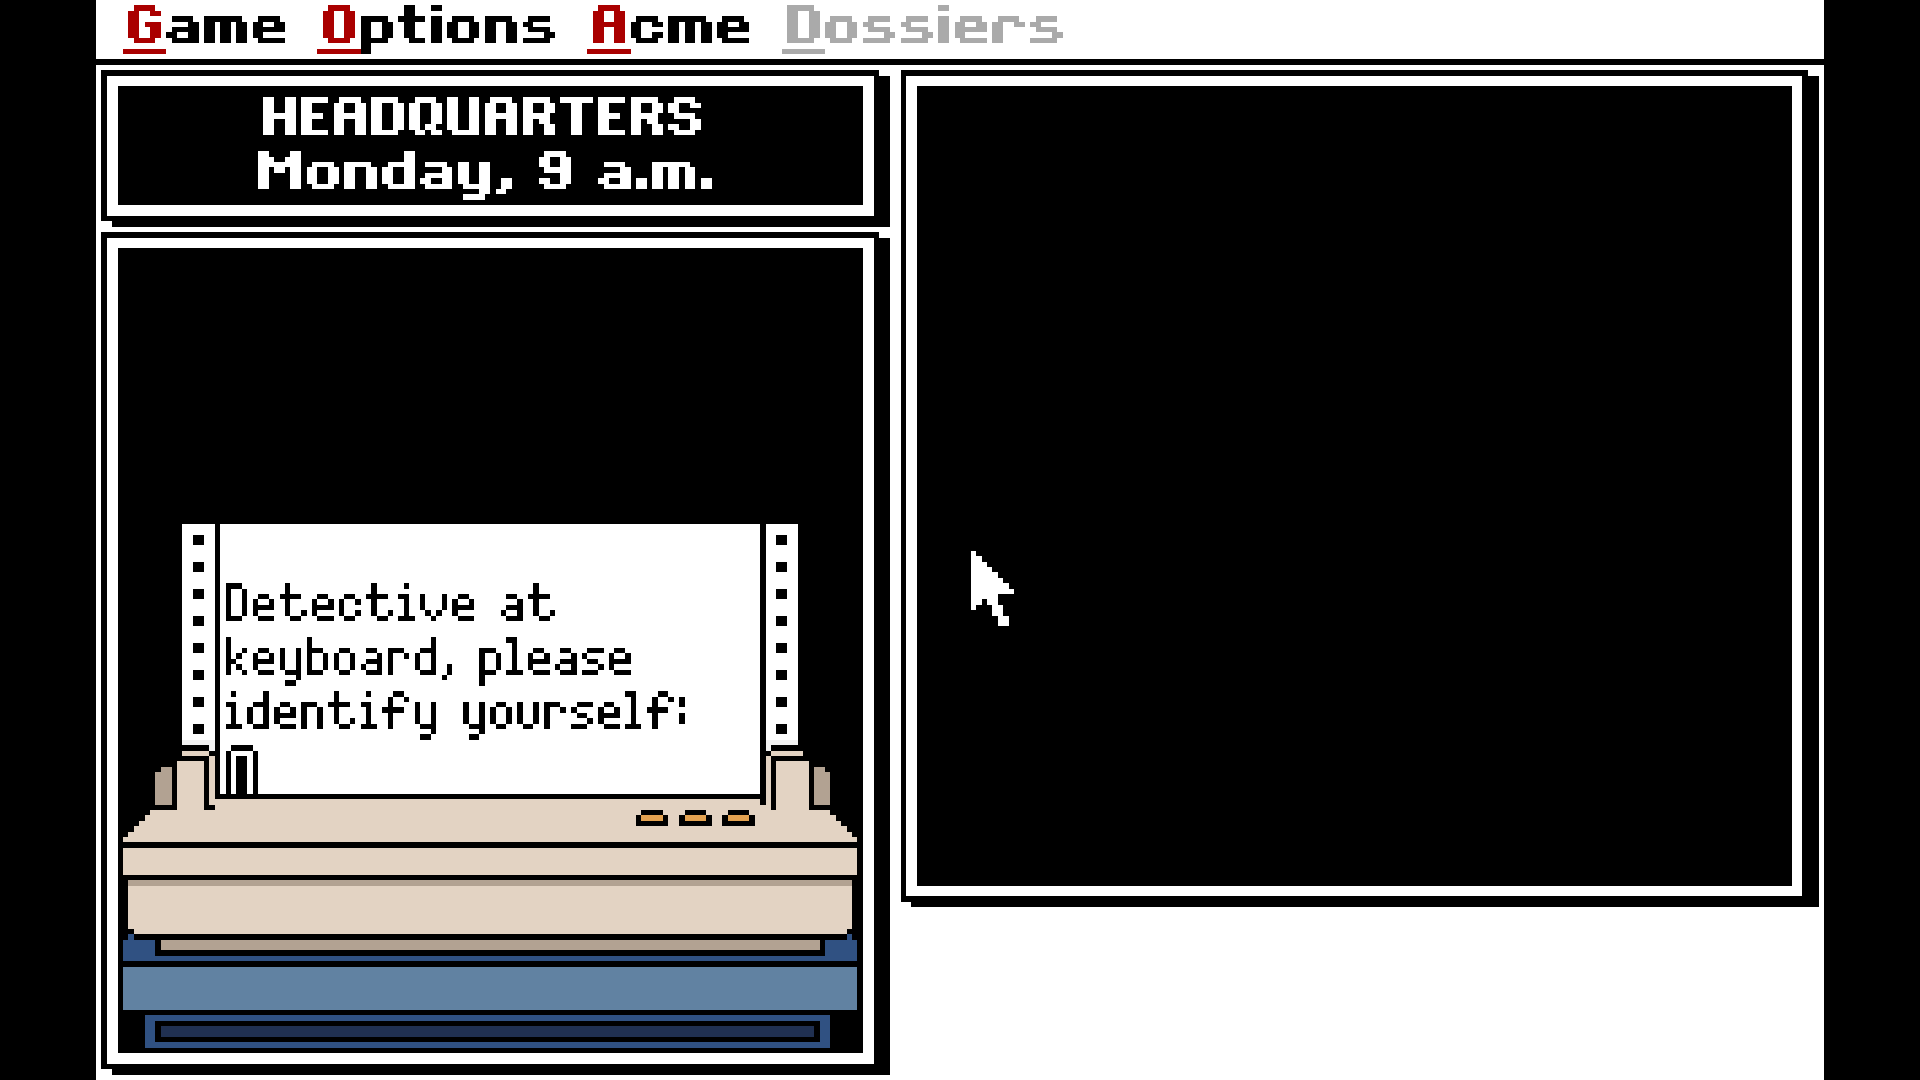 Game Options Acme Dossiers
HEADQUARTERS
Monday, 9 a.m.
Detective at
keyboard, please
identify yourself: